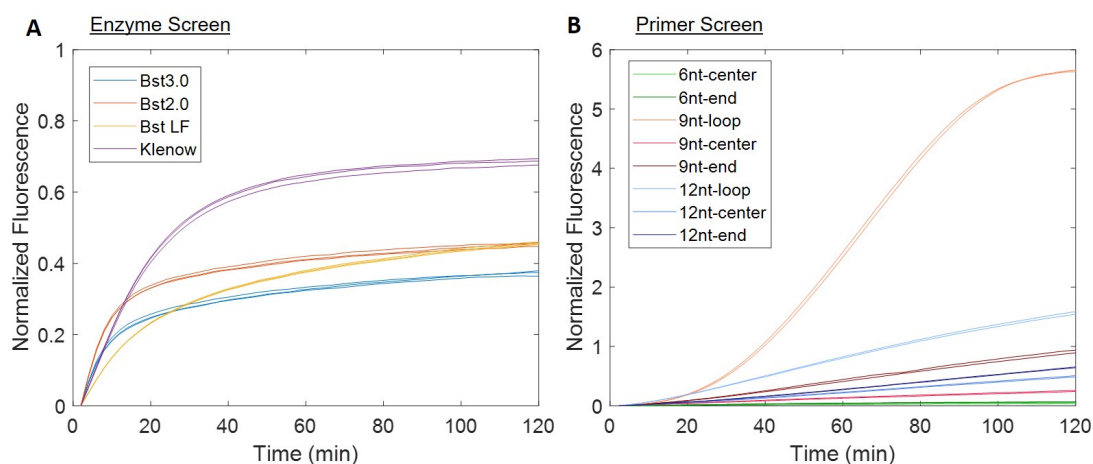 A
Enzyme Screen
1
0.8
0.6
0.4
0.2
0
Normalized Fluorescence
Bst3.0
Bst2.0
Bst LF
Klenow
0 20 40 60 80 100 120
Time (min)
B
Primer Screen
6
5
4
3
2
1
0
Normalized Fluorescence
6nt-center
6nt-end
9nt-loop
9nt-center
9nt-end
12nt-loop
12nt-center
12nt-end
0 20 40 60 80 100 120
Time (min)